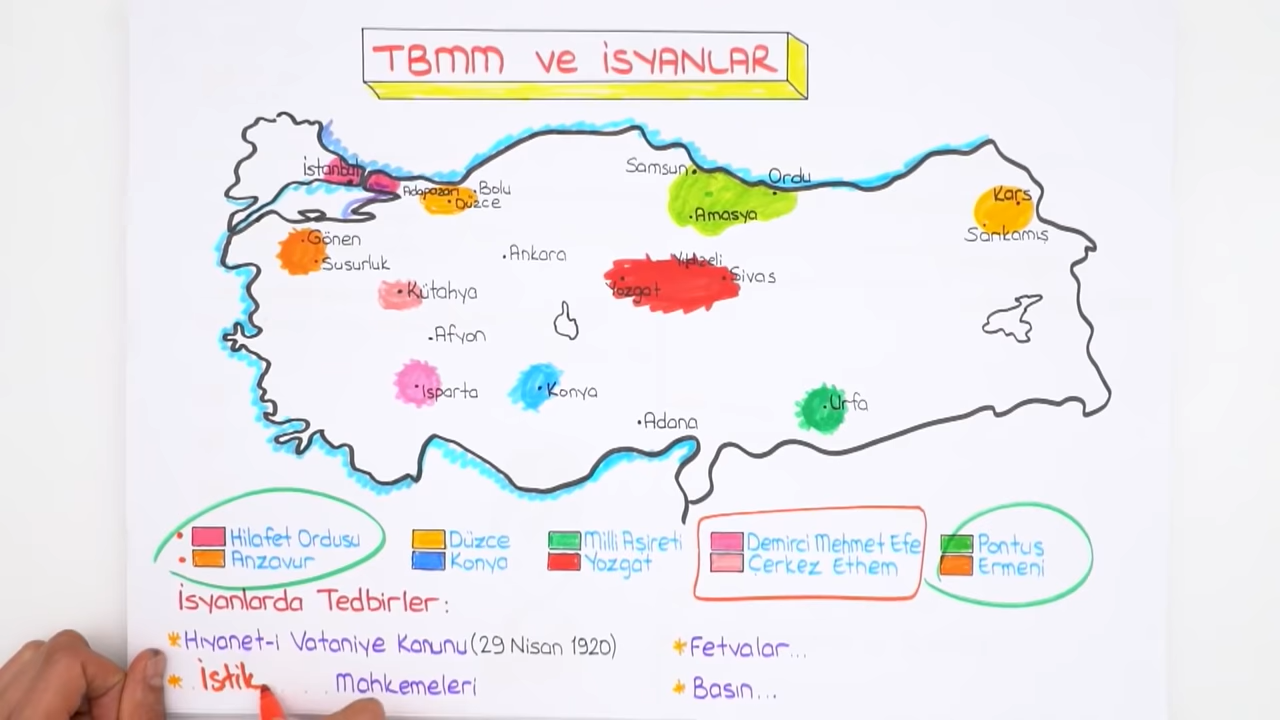 TBMM ve İSYANLAR
İstanbul
Adapazarı
Bolu
Düzce
Samsun
Ordu
Amasya
Kars
Sarıkamış
Gönen
Susurluk
Ankara
Yıldızeli
Sivas
Yozgat
Kütahya
Afyon
Isparta
Konya
Adana
Urfa
Hilafet Ordusu
Anzavur
Düzce
Konya
Milli Aşireti
Yozgat
Demirci Mehmet Efe
Çerkez Ethem
Pontus
Ermeni
İsyanlarda Tedbirler:
*Hıyanet-i Vataniye Kanunu (29 Nisan 1920)
* İstik.. Mahkemeleri
*Fetvalar...
*Basın...